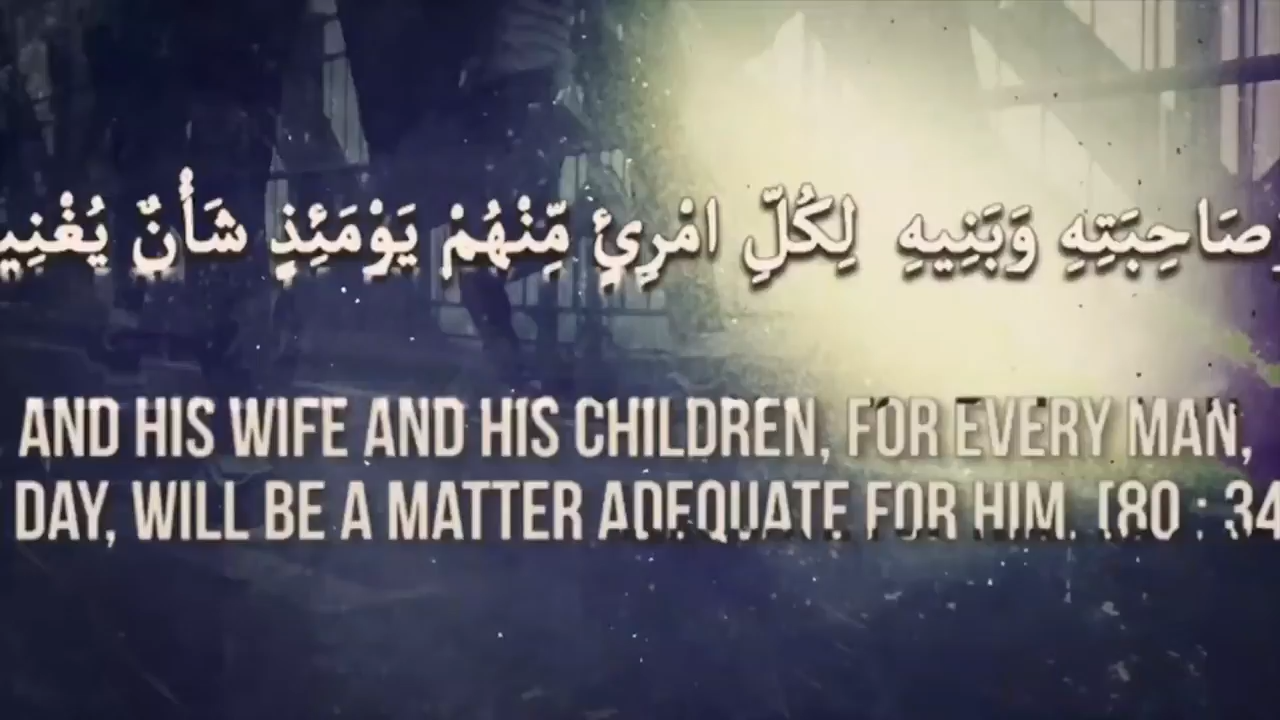 صَاحِبَتِهِ وَبَنِيهِ لِكُلِّ امْرِئٍ مِّنْهُمْ يَوْمَئِذٍ شَأْنٌ يُغْنِي
AND HIS WIFE AND HIS CHILDREN, FOR EVERY MAN,
DAY, WILL BE A MATTER ADEQUATE FOR HIM. [80 : 34